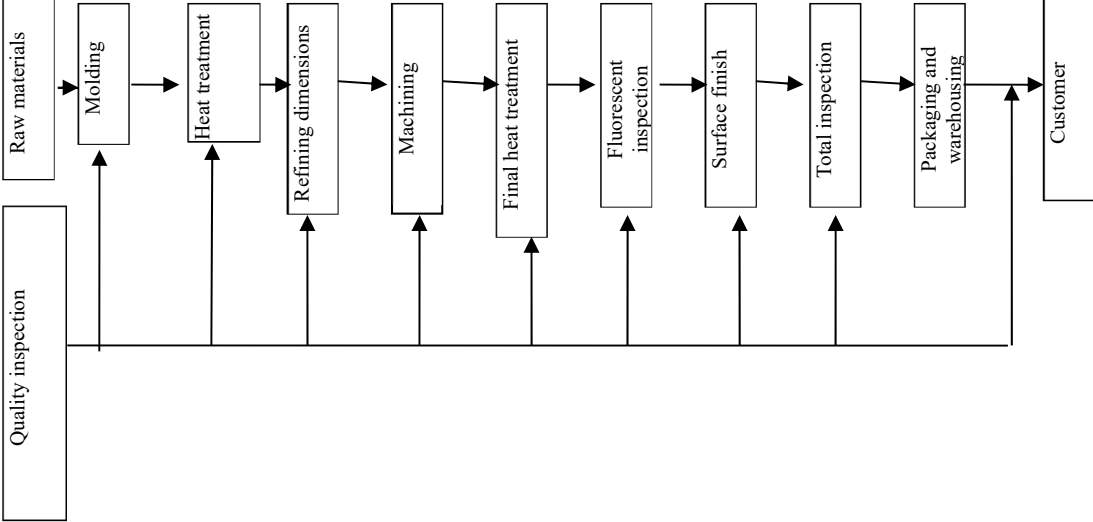 Raw materials
Molding
Heat treatment
Refining dimensions
Machining
Final heat treatment
Fluorescent
inspection
Surface finish
Total inspection
Packaging and
warehousing
Customer
Quality inspection